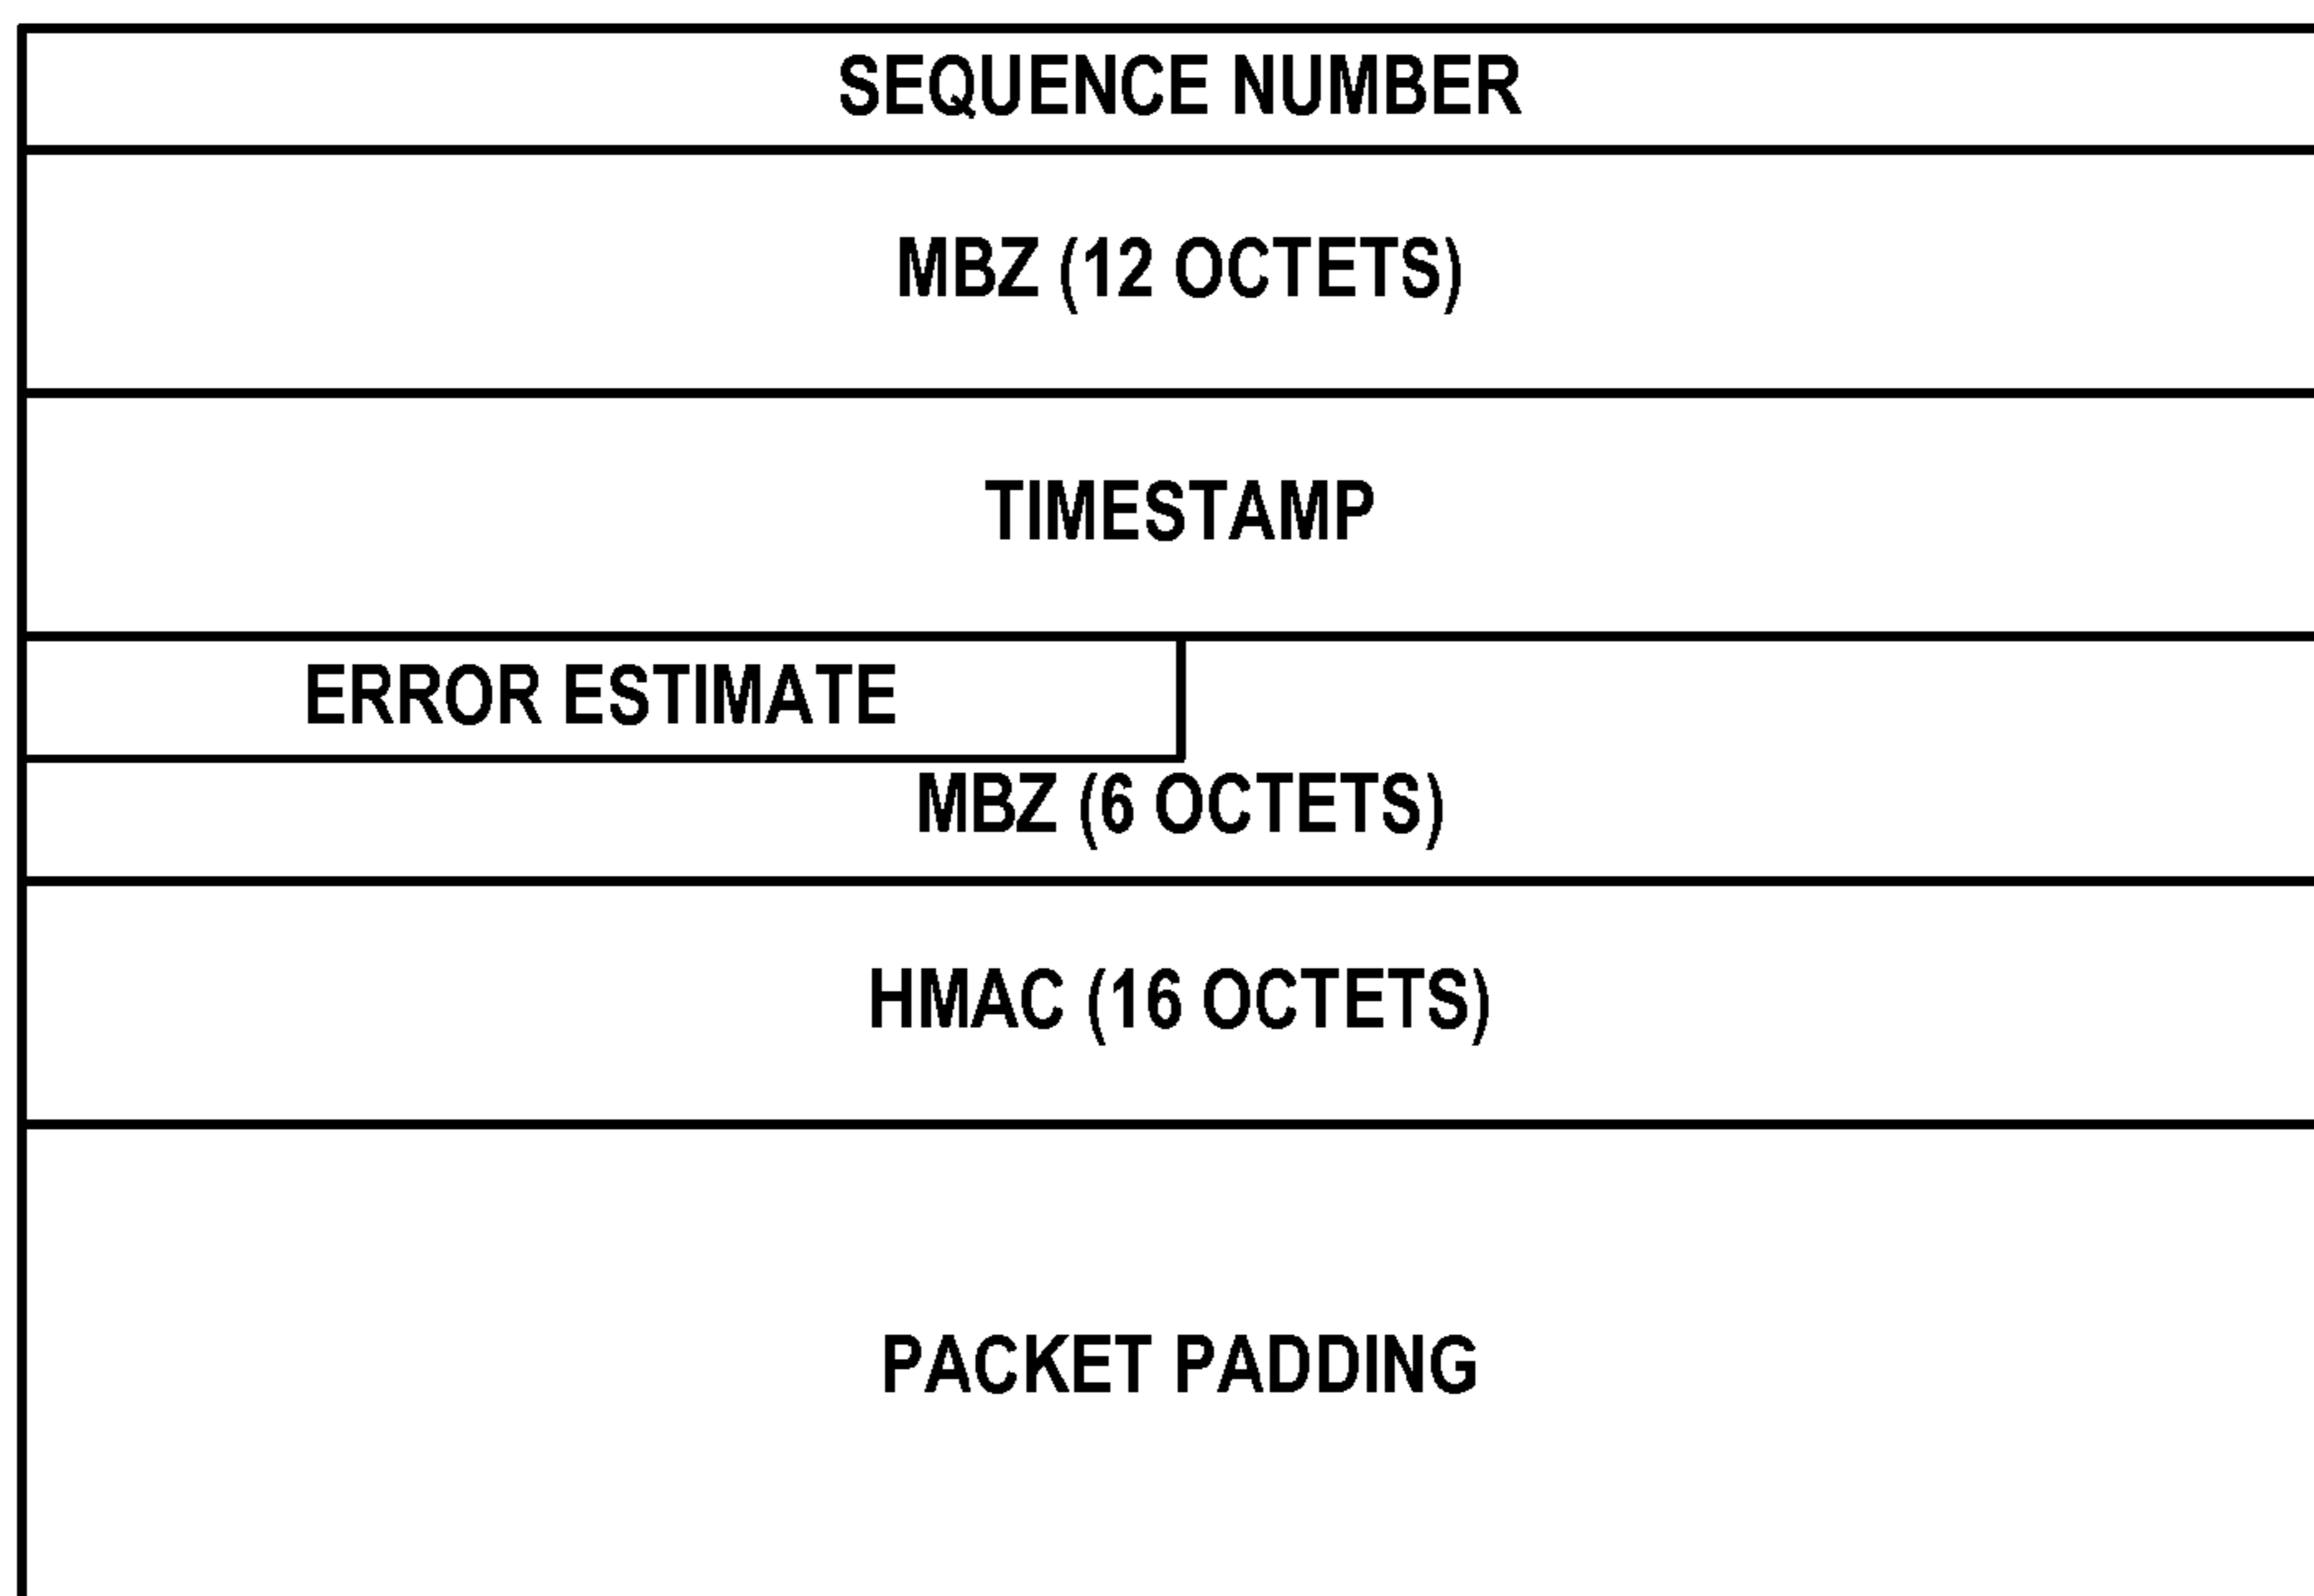 SEQUENCE NUMBER
MBZ (12 OCTETS)
TIMESTAMP
ERROR ESTIMATE
MBZ (6 OCTETS)
HMAC (16 OCTETS)
PACKET PADDING